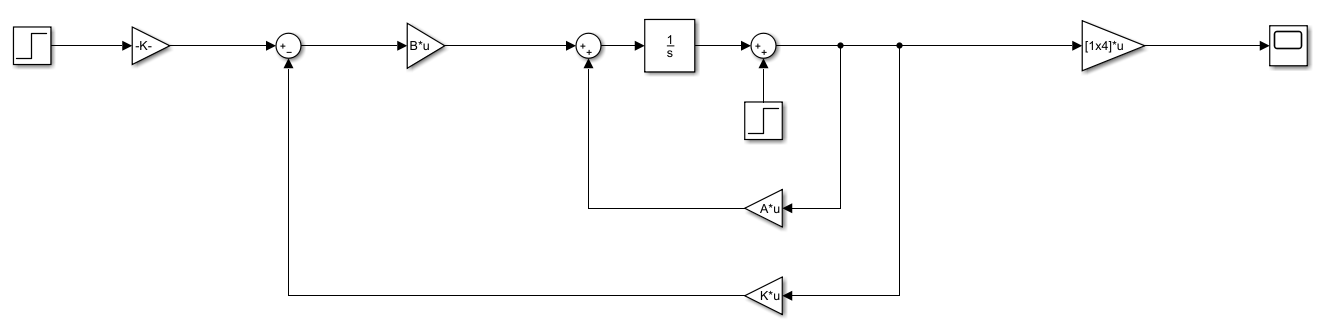 -K-
+
−
B*u
+
+
1
s
+
+
[1x4]*u
A*u
K*u